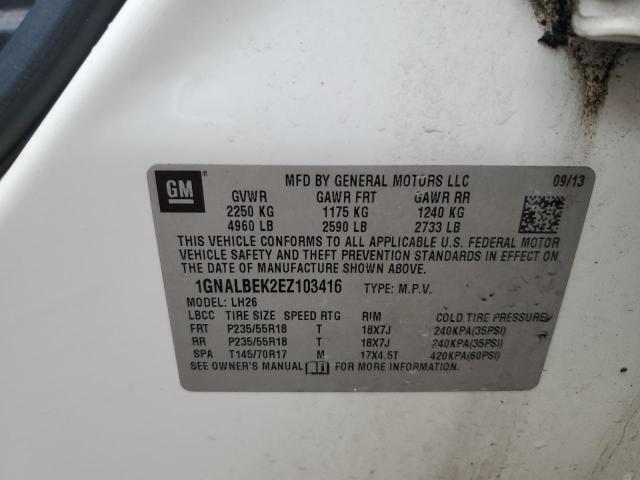 GM
MFD BY GENERAL MOTORS LLC 09/13
GVWR GAWR FRT GAWR RR
2250 KG 1175 KG 1240 KG
4960 LB 2590 LB 2733 LB
THIS VEHICLE CONFORMS TO ALL APPLICABLE U.S. FEDERAL MOTOR
VEHICLE SAFETY AND THEFT PREVENTION STANDARDS IN EFFECT ON
THE DATE OF MANUFACTURE SHOWN ABOVE.
1GNALBEK2EZ103416 TYPE: M.P.V.
MODEL: LH26
LBCC TIRE SIZE SPEED RTG RIM COLD TIRE PRESSURE
FRT P235/55R18 T 18X7J 240KPA(35PSI)
RR P235/55R18 T 18X7J 240KPA(35PSI)
SPA T145/70R17 M 17X4.5T 420KPA(60PSI)
SEE OWNER'S MANUAL FOR MORE INFORMATION.